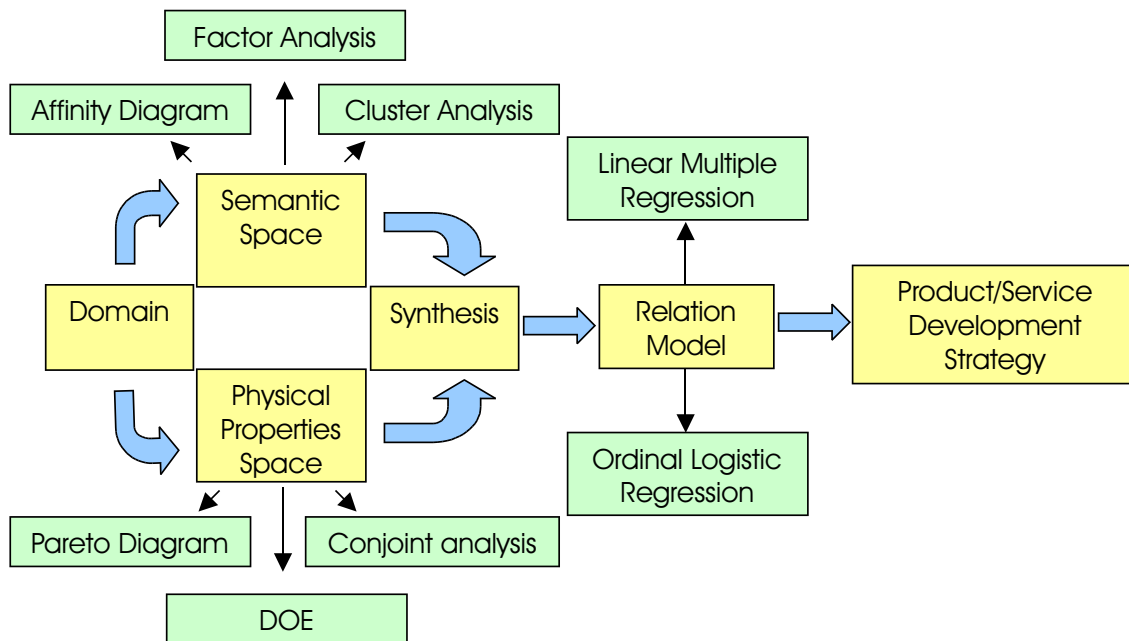 Factor Analysis
Affinity Diagram
Cluster Analysis
Linear Multiple
Regression
Semantic
Space
Domain
Synthesis
Relation
Model
Product/Service
Development
Strategy
Physical
Properties
Space
Ordinal Logistic
Regression
Pareto Diagram
Conjoint analysis
DOE